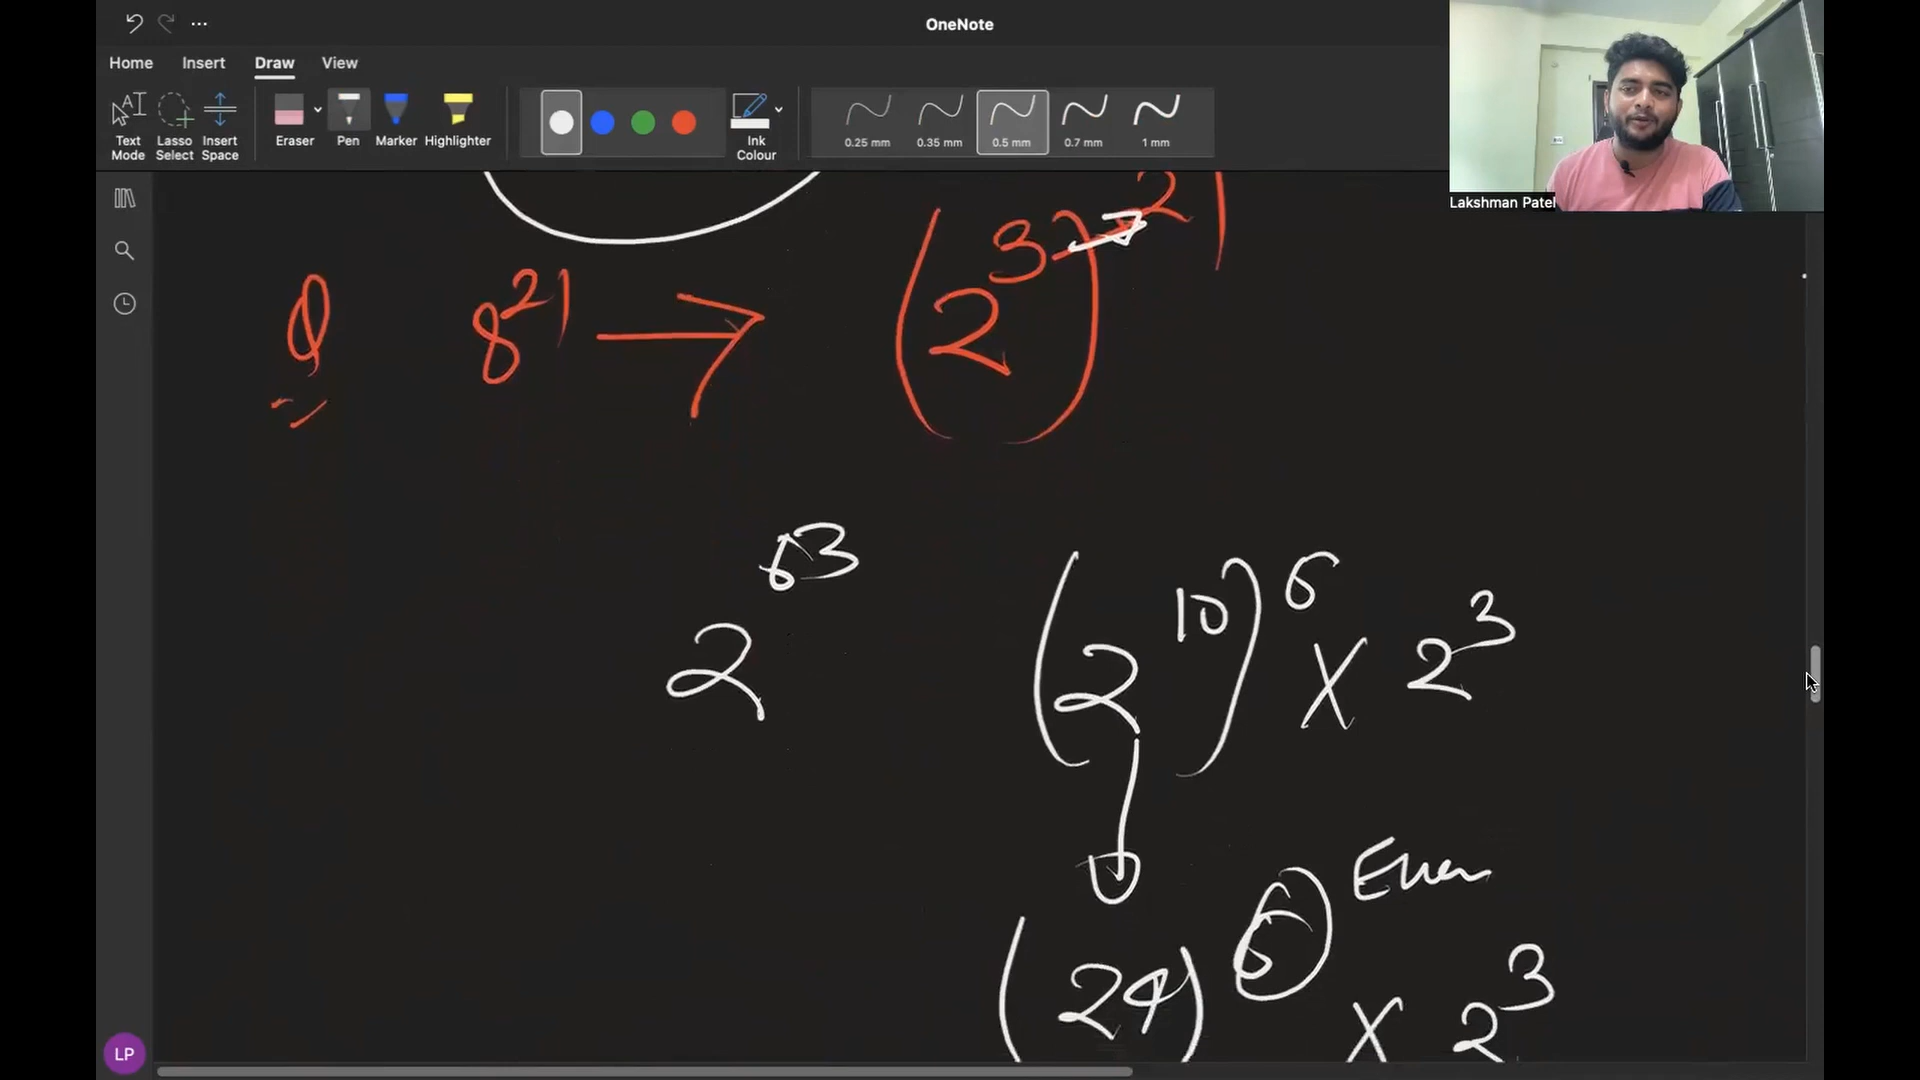 OneNote
Home Insert Draw View
Text Mode Lasso Select Insert Space Eraser Pen Marker Highlighter Ink Colour 0.25 mm 0.35 mm 0.5 mm 0.7 mm 1 mm
Lakshman Patel
Q 8^21 → (2^3)^21
2^63 (2^10)^6 X 2^3
Even
(24)^6 X 2^3
LP